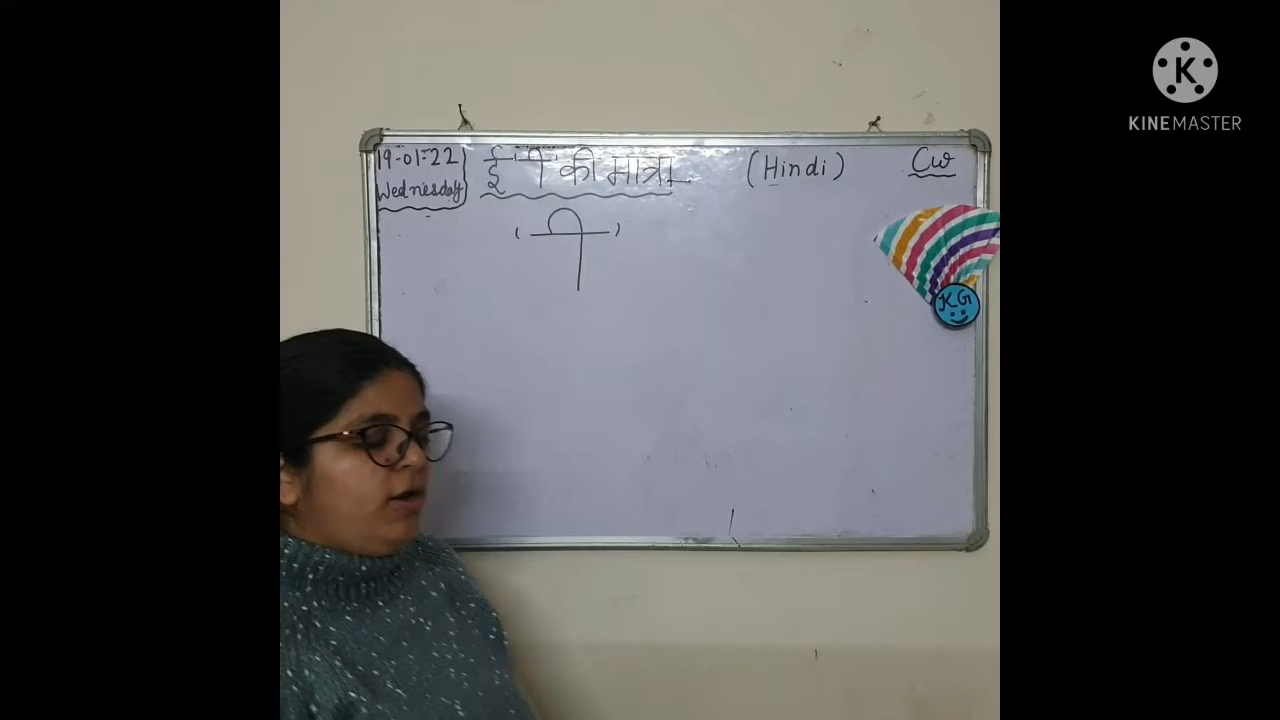 19-01-22 ई ी की मात्रा (Hindi) CW
Wednesday
' ी '
KG
K
KINEMASTER